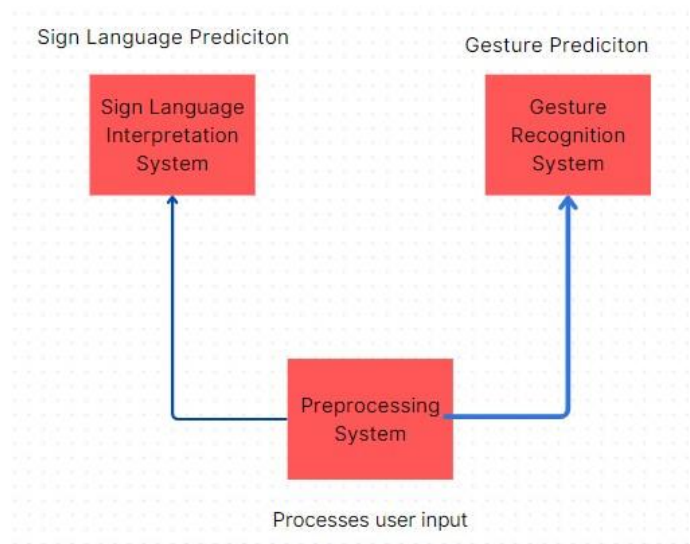 Sign Language Prediciton
Gesture Prediciton
Sign Language
Interpretation
System
Gesture
Recognition
System
Preprocessing
System
Processes user input